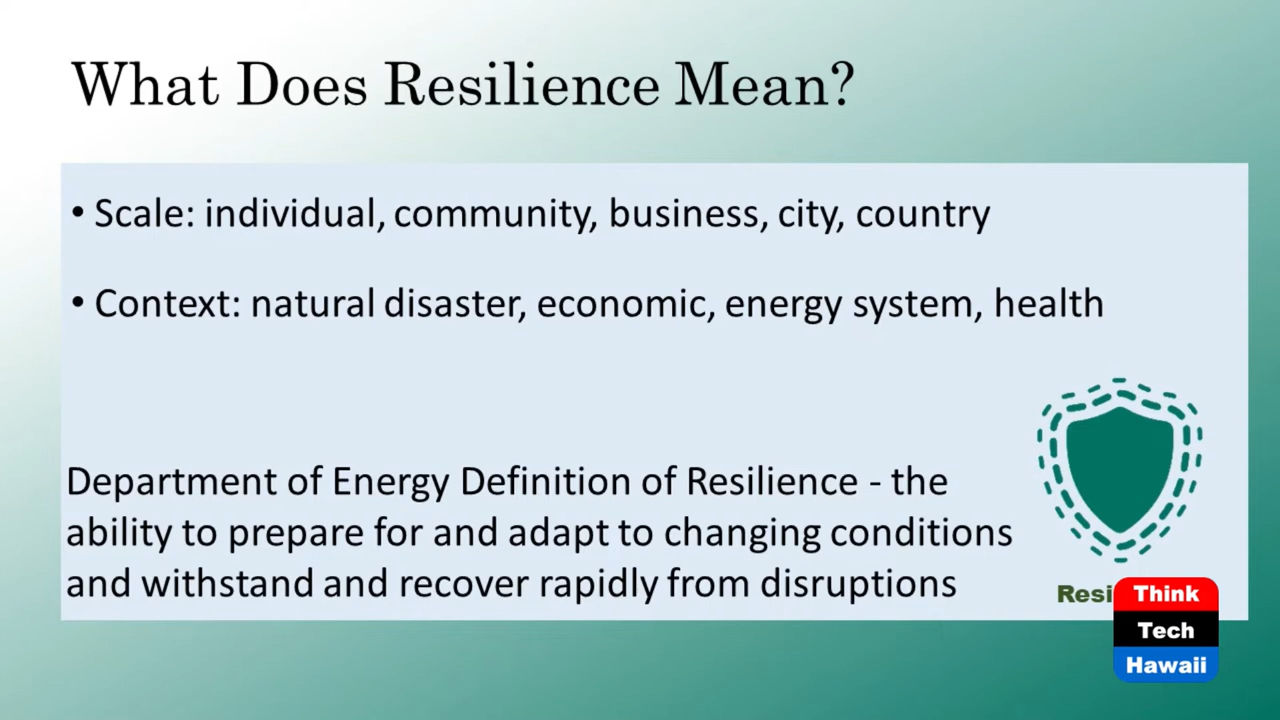 What Does Resilience Mean?
• Scale: individual, community, business, city, country
• Context: natural disaster, economic, energy system, health
Department of Energy Definition of Resilience - the
ability to prepare for and adapt to changing conditions
and withstand and recover rapidly from disruptions
Think
Tech
Hawaii